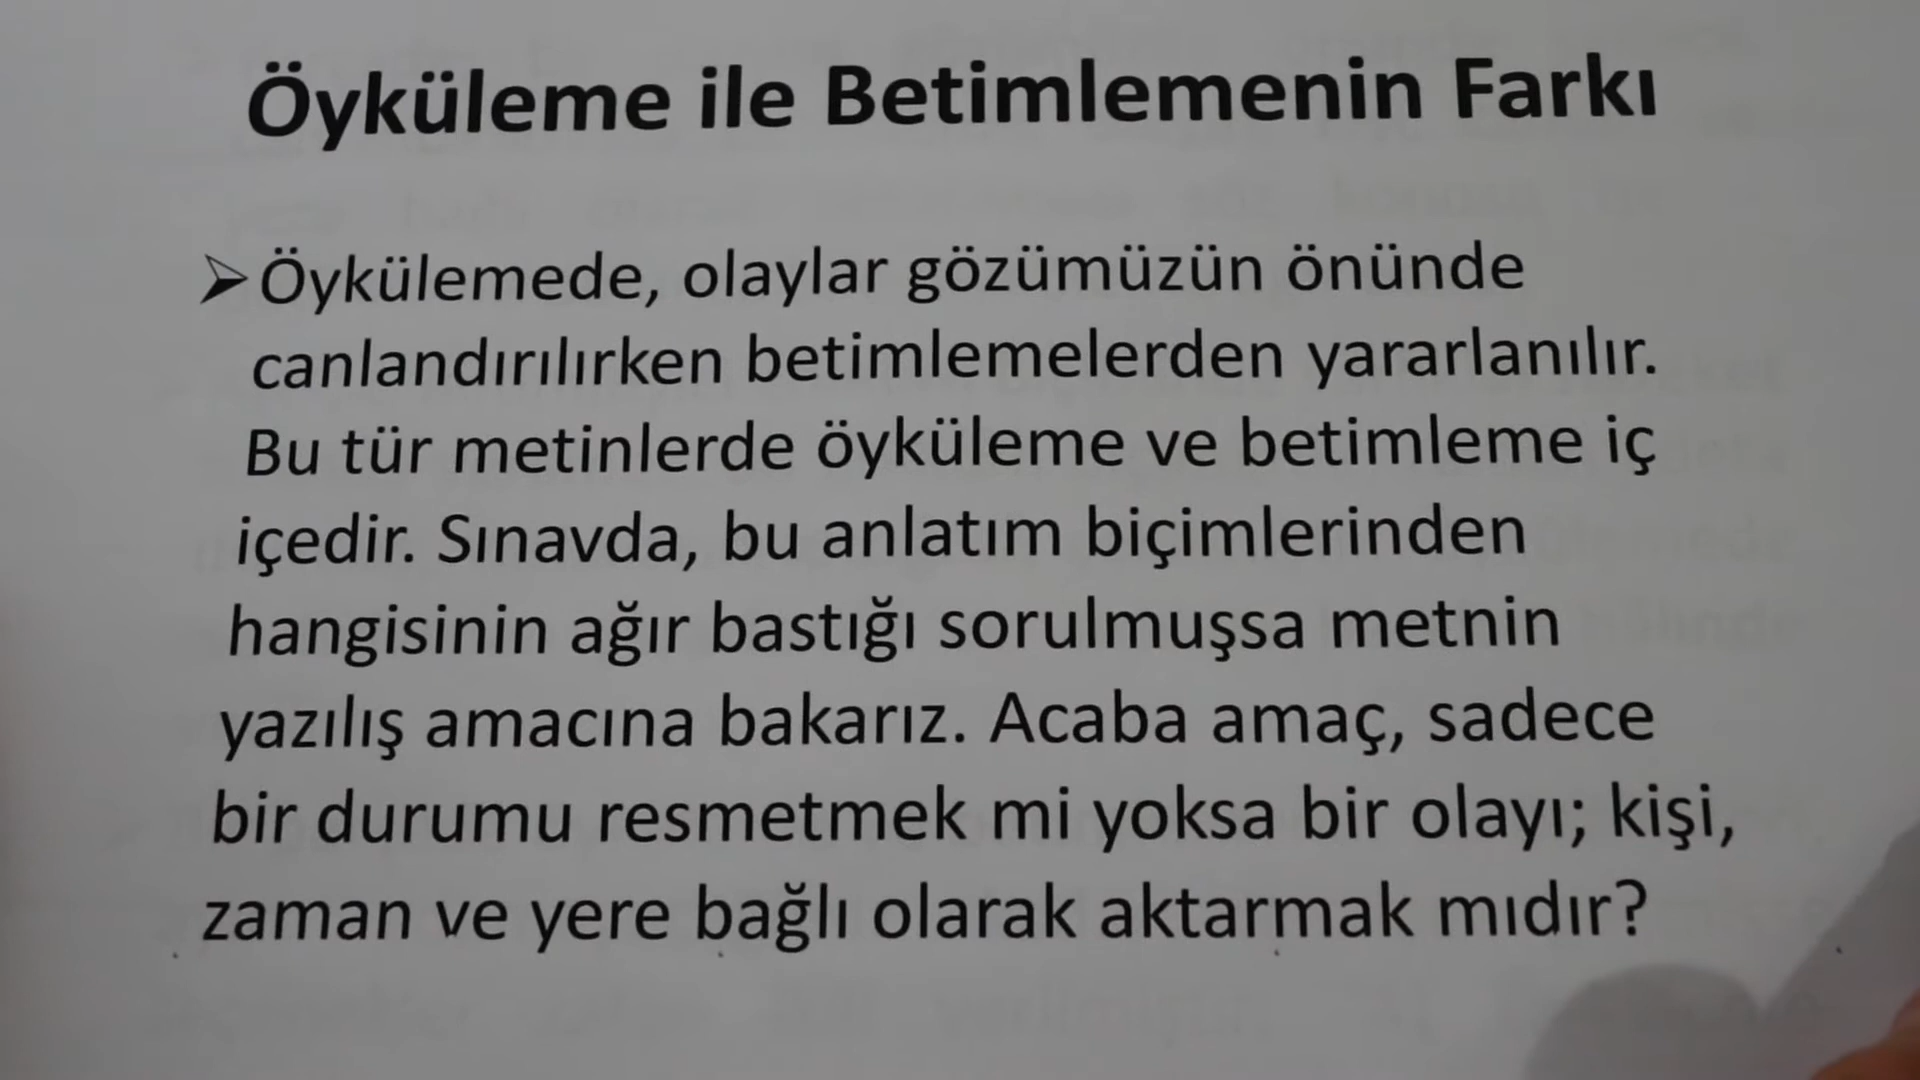 Öyküleme ile Betimlemenin Farkı
➢Öykülemede, olaylar gözümüzün önünde
canlandırılırken betimlemelerden yararlanılır.
Bu tür metinlerde öyküleme ve betimleme iç
içedir. Sınavda, bu anlatım biçimlerinden
hangisinin ağır bastığı sorulmuşsa metnin
yazılış amacına bakarız. Acaba amaç, sadece
bir durumu resmetmek mi yoksa bir olayı; kişi,
zaman ve yere bağlı olarak aktarmak mıdır?